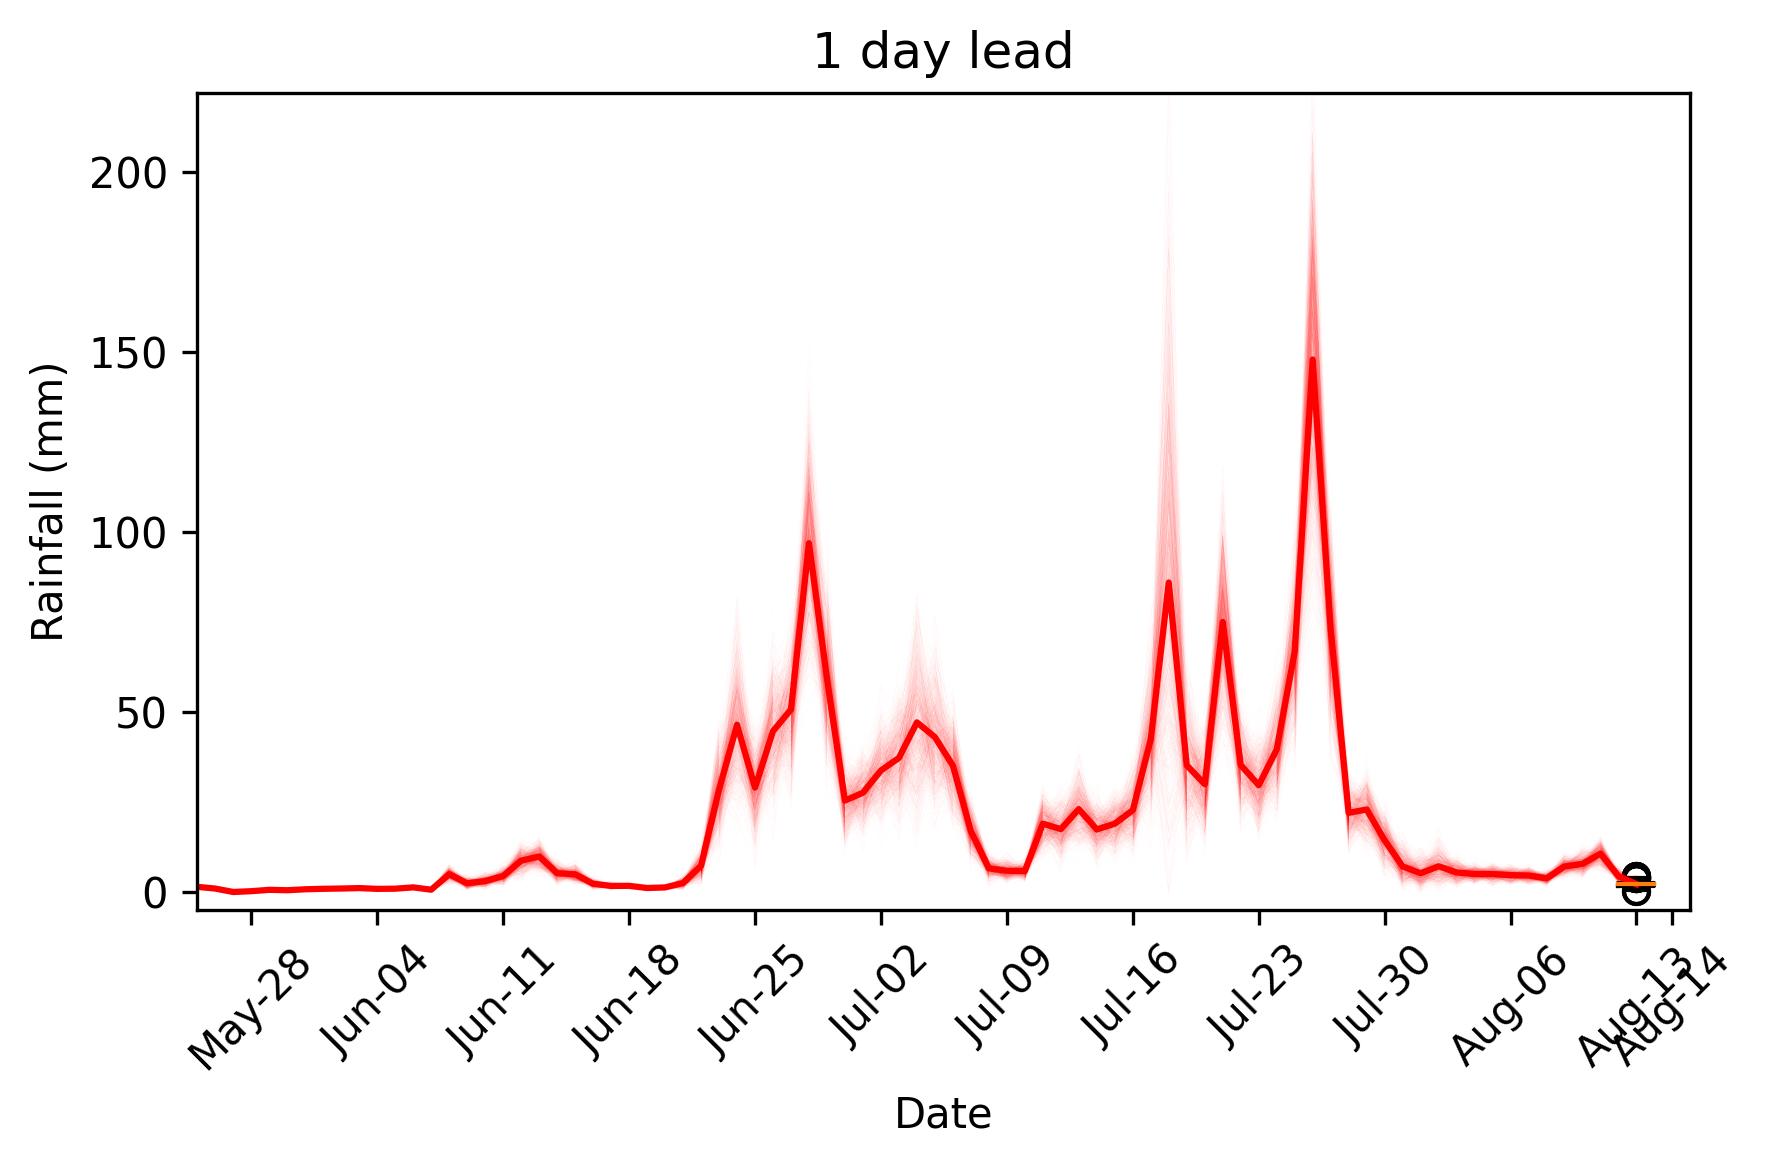 1 day lead
Rainfall (mm)
200
150
100
50
0
May-28
Jun-04
Jun-11
Jun-18
Jun-25
Jul-02
Jul-09
Jul-16
Jul-23
Jul-30
Aug-06
Aug-13
Aug-14
Date